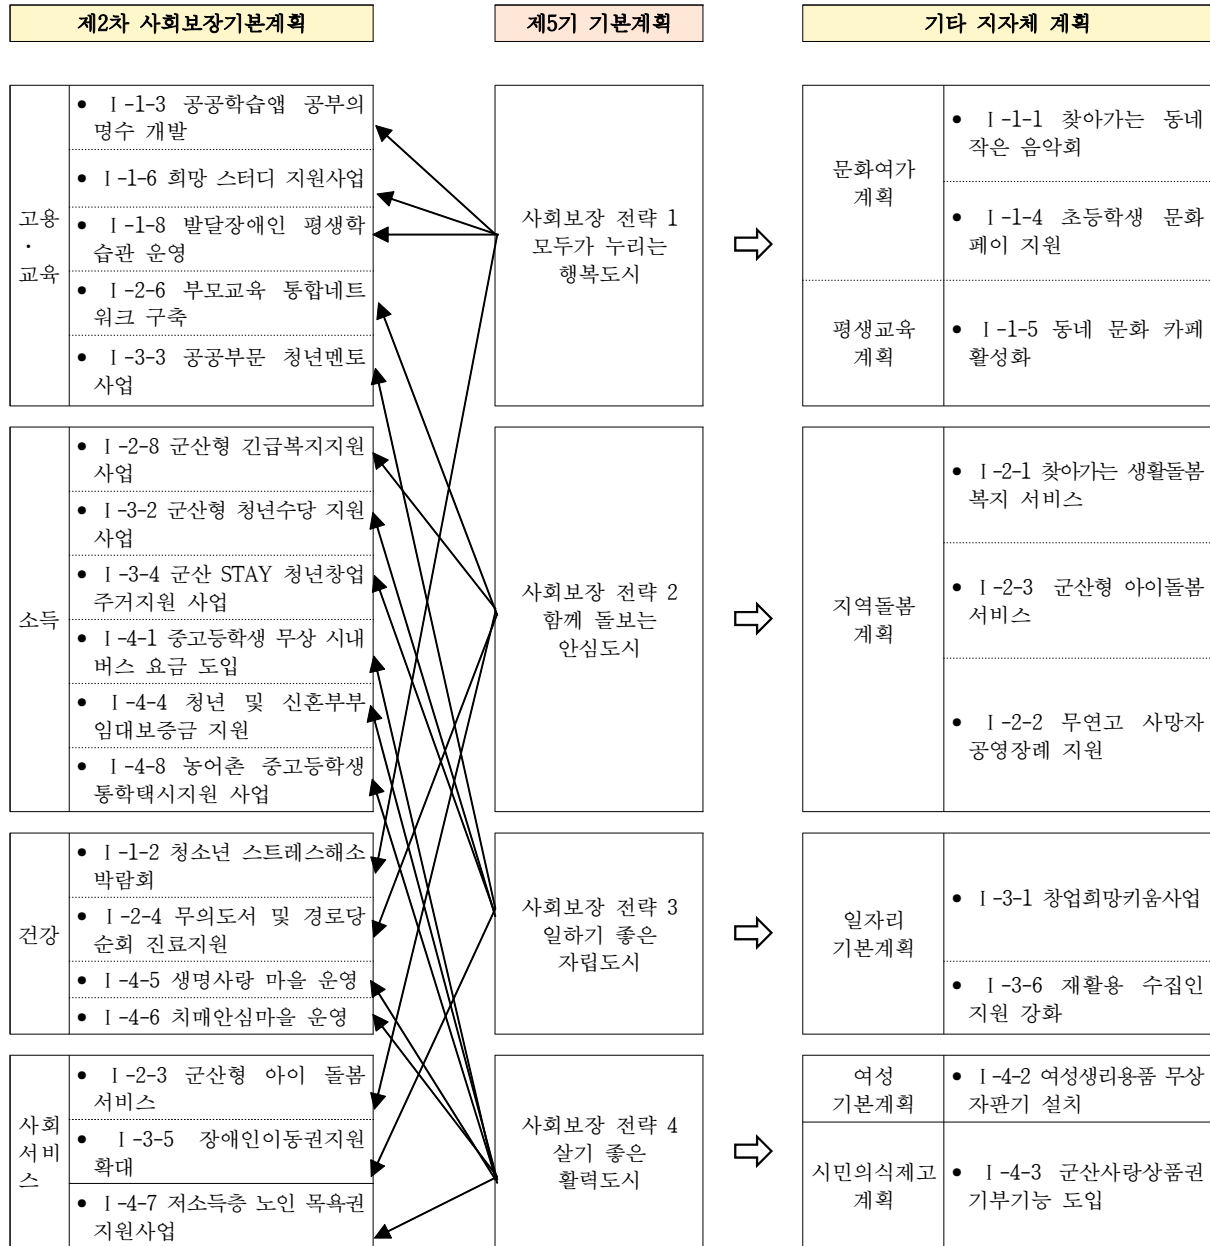 제2차 사회보장기본계획
제5기 기본계획
기타 지자체 계획
고용
·
교육
• Ⅰ-1-3 공공학습앱 공부의
명수 개발
• Ⅰ-1-6 희망 스터디 지원사업
• Ⅰ-1-8 발달장애인 평생학
습관 운영
• Ⅰ-2-6 부모교육 통합네트
워크 구축
• Ⅰ-3-3 공공부문 청년멘토
사업
사회보장 전략 1
모두가 누리는
행복도시
문화여가
계획
• Ⅰ-1-1 찾아가는 동네
작은 음악회
• Ⅰ-1-4 초등학생 문화
페이 지원
평생교육
계획
• Ⅰ-1-5 동네 문화 카페
활성화
소득
• Ⅰ-2-8 군산형 긴급복지지원
사업
• Ⅰ-3-2 군산형 청년수당 지원
사업
• Ⅰ-3-4 군산 STAY 청년창업
주거지원 사업
• Ⅰ-4-1 중고등학생 무상 시내
버스 요금 도입
• Ⅰ-4-4 청년 및 신혼부부
임대보증금 지원
• Ⅰ-4-8 농어촌 중고등학생
통학택시지원 사업
사회보장 전략 2
함께 돌보는
안심도시
지역돌봄
계획
• Ⅰ-2-1 찾아가는 생활돌봄
복지 서비스
• Ⅰ-2-3 군산형 아이돌봄
서비스
• Ⅰ-2-2 무연고 사망자
공영장례 지원
건강
• Ⅰ-1-2 청소년 스트레스해소
박람회
• Ⅰ-2-4 무의도서 및 경로당
순회 진료지원
• Ⅰ-4-5 생명사랑 마을 운영
• Ⅰ-4-6 치매안심마을 운영
사회보장 전략 3
일하기 좋은
자립도시
일자리
기본계획
• Ⅰ-3-1 창업희망키움사업
• Ⅰ-3-6 재활용 수집인
지원 강화
사회
서비
스
• Ⅰ-2-3 군산형 아이 돌봄
서비스
• Ⅰ-3-5 장애인이동권지원
확대
• Ⅰ-4-7 저소득층 노인 목욕권
지원사업
사회보장 전략 4
살기 좋은
활력도시
여성
기본계획
• Ⅰ-4-2 여성생리용품 무상
자판기 설치
시민의식제고
계획
• Ⅰ-4-3 군산사랑상품권
기부기능 도입